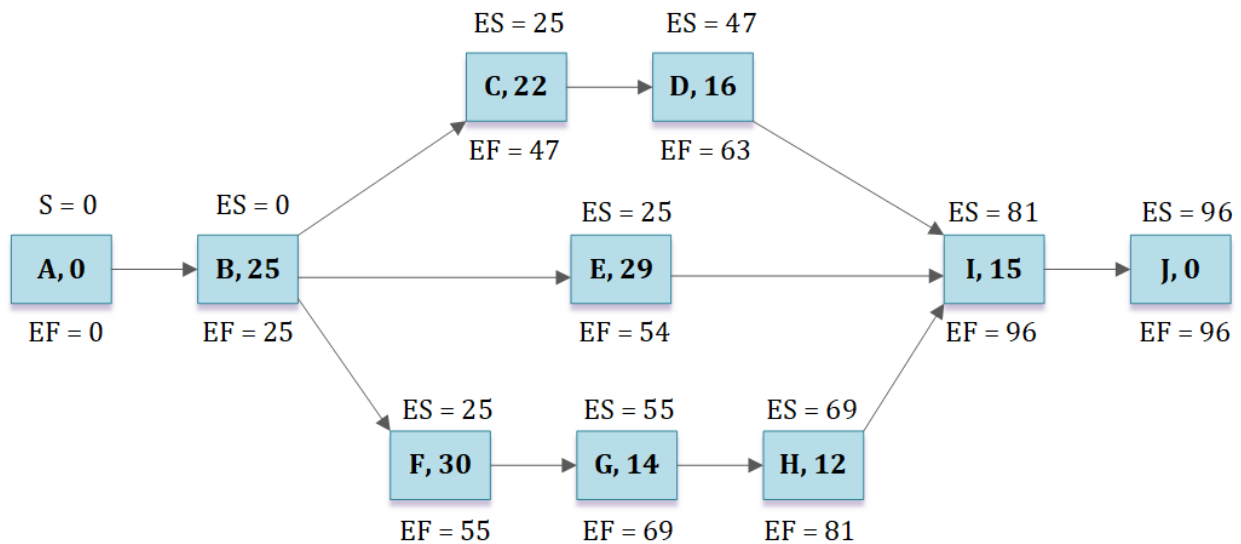 ES = 25
ES = 47
C, 22
D, 16
EF = 47
EF = 63
S = 0
ES = 0
ES = 25
ES = 81
ES = 96
A, 0
B, 25
E, 29
I, 15
J, 0
EF = 0
EF = 25
EF = 54
EF = 96
EF = 96
ES = 25
ES = 55
ES = 69
F, 30
G, 14
H, 12
EF = 55
EF = 69
EF = 81